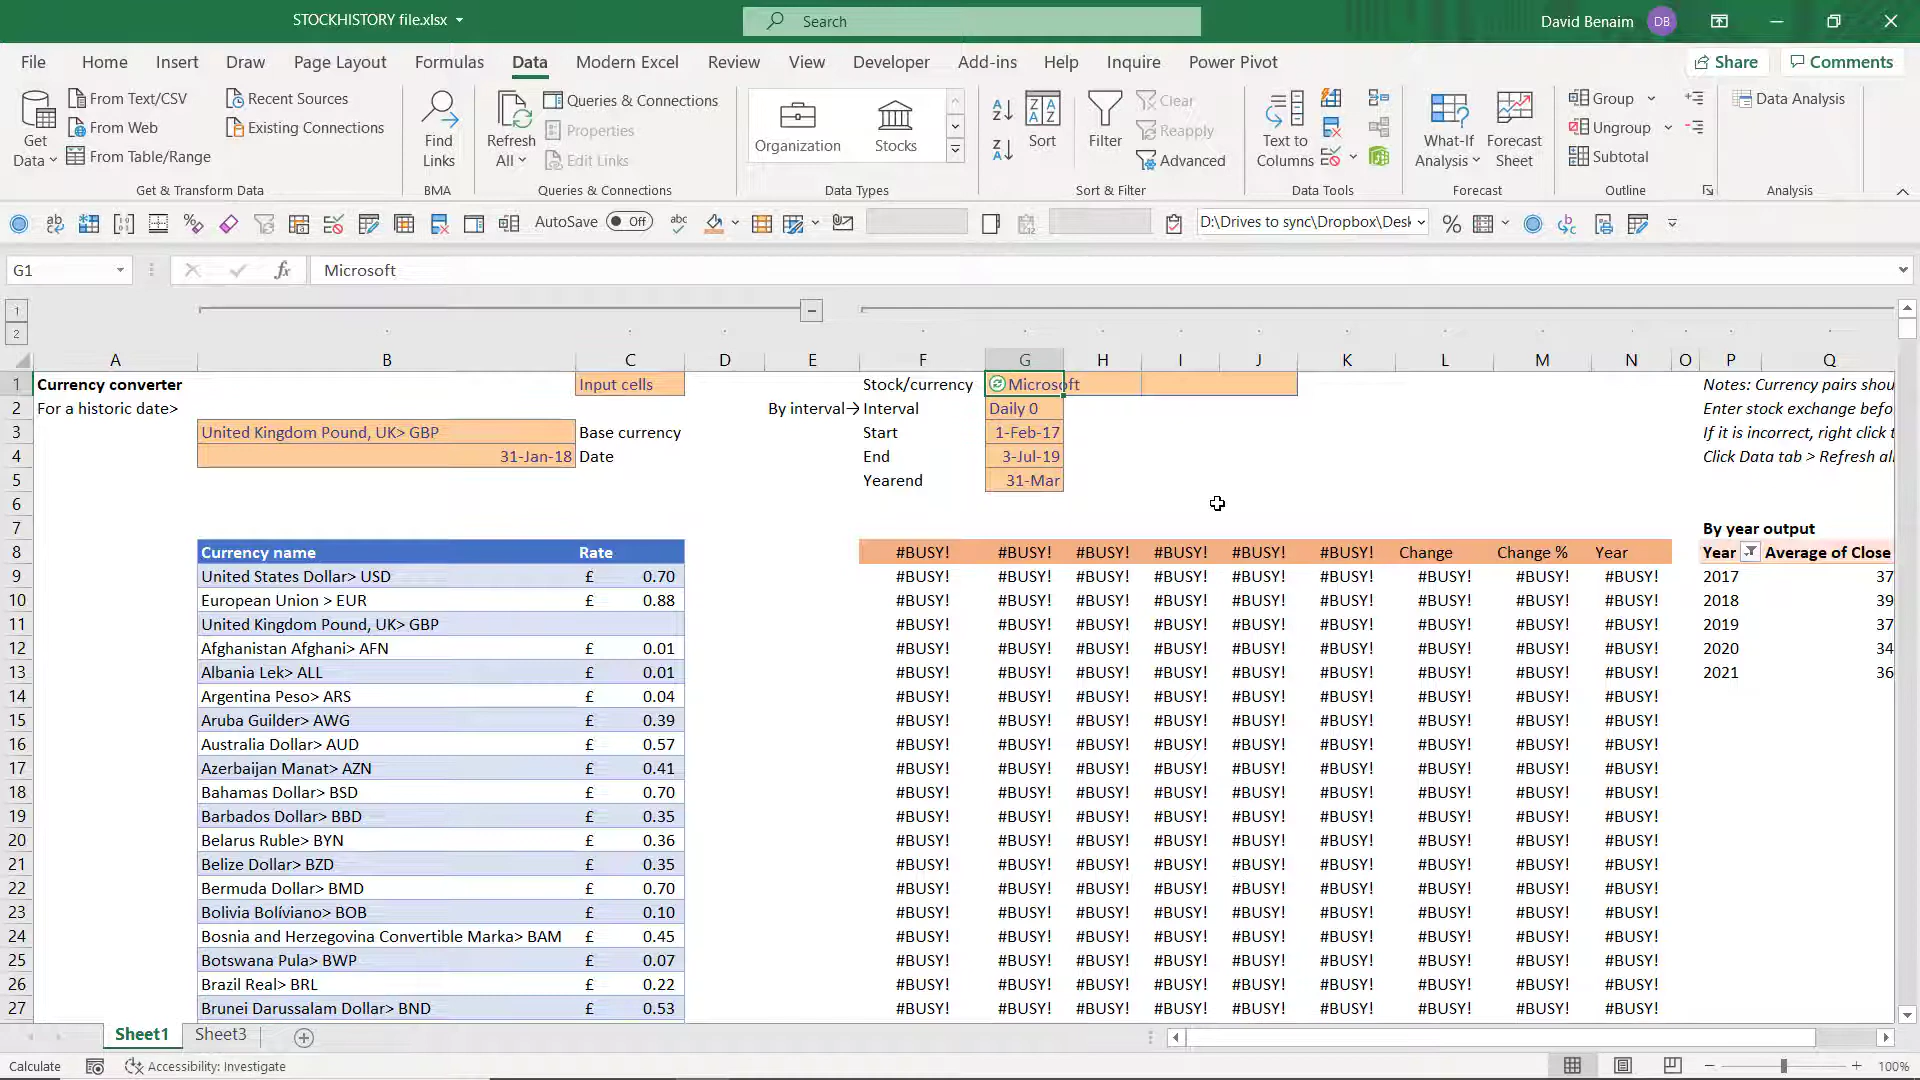 STOCKHISTORY file.xlsx
Search
David Benaim
DB
File Home Insert Draw Page Layout Formulas Data Modern Excel Review View Developer Add-ins Help Inquire Power Pivot
Share
Comments
Get Data
From Text/CSV
From Web
From Table/Range
Recent Sources
Existing Connections
Get & Transform Data
Find Links
BMA
Refresh All
Queries & Connections
Properties
Edit Links
Queries & Connections
Organization
Stocks
Data Types
Sort
Filter
Clear
Reapply
Advanced
Sort & Filter
Text to Columns
Data Tools
What-If Analysis
Forecast Sheet
Forecast
Group
Ungroup
Subtotal
Outline
Data Analysis
Analysis
AutoSave Off
D:\Drives to sync\Dropbox\Desk
G1
fx
Microsoft
1
2
A B C D E F G H I J K L M N O P Q
1 Currency converter Input cells Stock/currency Microsoft Notes: Currency pairs shou
2 For a historic date> By interval→ Interval Daily 0 Enter stock exchange befo
3 United Kingdom Pound, UK> GBP Base currency Start 1-Feb-17 If it is incorrect, right click t
4 31-Jan-18 Date End 3-Jul-19 Click Data tab > Refresh al
5 Yearend 31-Mar
6
7 By year output
8 Currency name Rate #BUSY! #BUSY! #BUSY! #BUSY! #BUSY! #BUSY! Change Change % Year Year Average of Close
9 United States Dollar> USD £ 0.70 #BUSY! #BUSY! #BUSY! #BUSY! #BUSY! #BUSY! #BUSY! #BUSY! #BUSY! 2017 37
10 European Union > EUR £ 0.88 #BUSY! #BUSY! #BUSY! #BUSY! #BUSY! #BUSY! #BUSY! #BUSY! #BUSY! 2018 39
11 United Kingdom Pound, UK> GBP #BUSY! #BUSY! #BUSY! #BUSY! #BUSY! #BUSY! #BUSY! #BUSY! #BUSY! 2019 37
12 Afghanistan Afghani> AFN £ 0.01 #BUSY! #BUSY! #BUSY! #BUSY! #BUSY! #BUSY! #BUSY! #BUSY! #BUSY! 2020 34
13 Albania Lek> ALL £ 0.01 #BUSY! #BUSY! #BUSY! #BUSY! #BUSY! #BUSY! #BUSY! #BUSY! #BUSY! 2021 36
14 Argentina Peso> ARS £ 0.04 #BUSY! #BUSY! #BUSY! #BUSY! #BUSY! #BUSY! #BUSY! #BUSY! #BUSY!
15 Aruba Guilder> AWG £ 0.39 #BUSY! #BUSY! #BUSY! #BUSY! #BUSY! #BUSY! #BUSY! #BUSY! #BUSY!
16 Australia Dollar> AUD £ 0.57 #BUSY! #BUSY! #BUSY! #BUSY! #BUSY! #BUSY! #BUSY! #BUSY! #BUSY!
17 Azerbaijan Manat> AZN £ 0.41 #BUSY! #BUSY! #BUSY! #BUSY! #BUSY! #BUSY! #BUSY! #BUSY! #BUSY!
18 Bahamas Dollar> BSD £ 0.70 #BUSY! #BUSY! #BUSY! #BUSY! #BUSY! #BUSY! #BUSY! #BUSY! #BUSY!
19 Barbados Dollar> BBD £ 0.35 #BUSY! #BUSY! #BUSY! #BUSY! #BUSY! #BUSY! #BUSY! #BUSY! #BUSY!
20 Belarus Ruble> BYN £ 0.36 #BUSY! #BUSY! #BUSY! #BUSY! #BUSY! #BUSY! #BUSY! #BUSY! #BUSY!
21 Belize Dollar> BZD £ 0.35 #BUSY! #BUSY! #BUSY! #BUSY! #BUSY! #BUSY! #BUSY! #BUSY! #BUSY!
22 Bermuda Dollar> BMD £ 0.70 #BUSY! #BUSY! #BUSY! #BUSY! #BUSY! #BUSY! #BUSY! #BUSY! #BUSY!
23 Bolivia Bolíviano> BOB £ 0.10 #BUSY! #BUSY! #BUSY! #BUSY! #BUSY! #BUSY! #BUSY! #BUSY! #BUSY!
24 Bosnia and Herzegovina Convertible Marka> BAM £ 0.45 #BUSY! #BUSY! #BUSY! #BUSY! #BUSY! #BUSY! #BUSY! #BUSY! #BUSY!
25 Botswana Pula> BWP £ 0.07 #BUSY! #BUSY! #BUSY! #BUSY! #BUSY! #BUSY! #BUSY! #BUSY! #BUSY!
26 Brazil Real> BRL £ 0.22 #BUSY! #BUSY! #BUSY! #BUSY! #BUSY! #BUSY! #BUSY! #BUSY! #BUSY!
27 Brunei Darussalam Dollar> BND £ 0.53 #BUSY! #BUSY! #BUSY! #BUSY! #BUSY! #BUSY! #BUSY! #BUSY! #BUSY!
Sheet1 Sheet3
Calculate
Accessibility: Investigate
100%